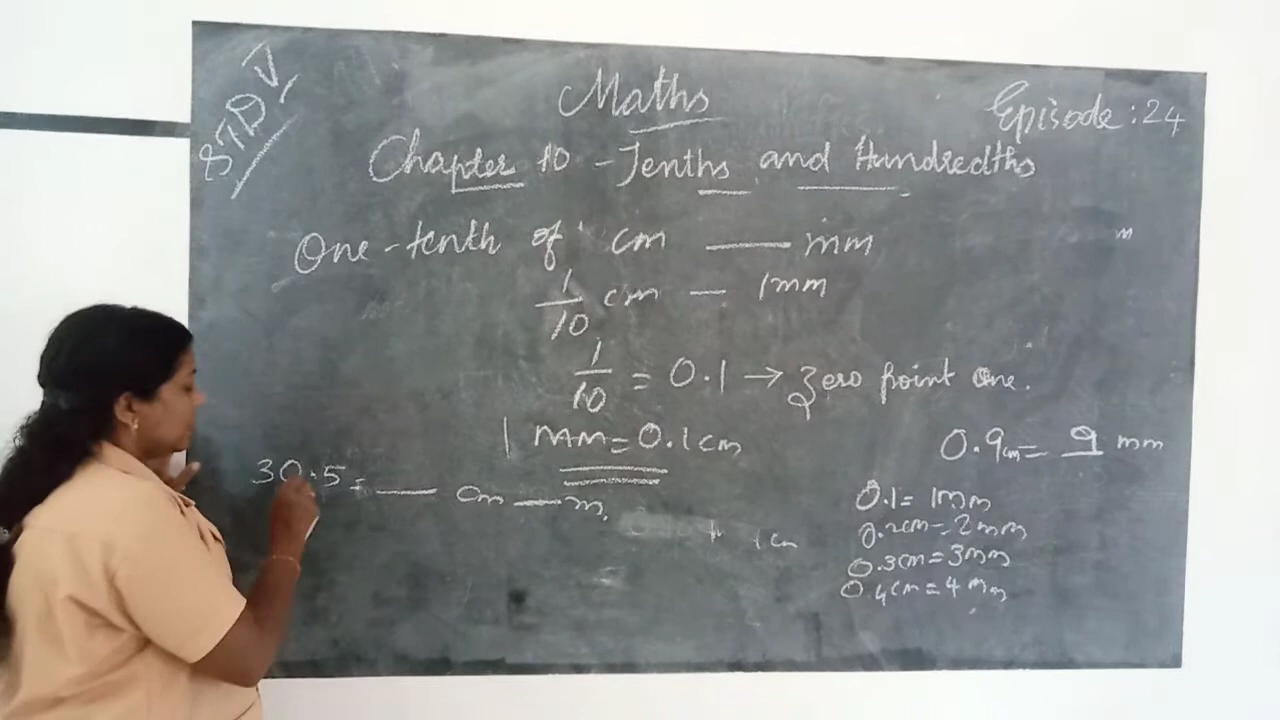 STD V
Maths
Episode : 24
Chapter 10 - Tenths and Hundredths
One-tenth of cm — mm
1/10 cm — 1mm
1/10 = 0.1 → Zero point one.
1 mm = 0.1 cm
0.9cm = 9 mm
30.5 = — cm — m.
0.1 = 1mm
0.2cm = 2mm
0.3cm = 3mm
0.4cm = 4mm